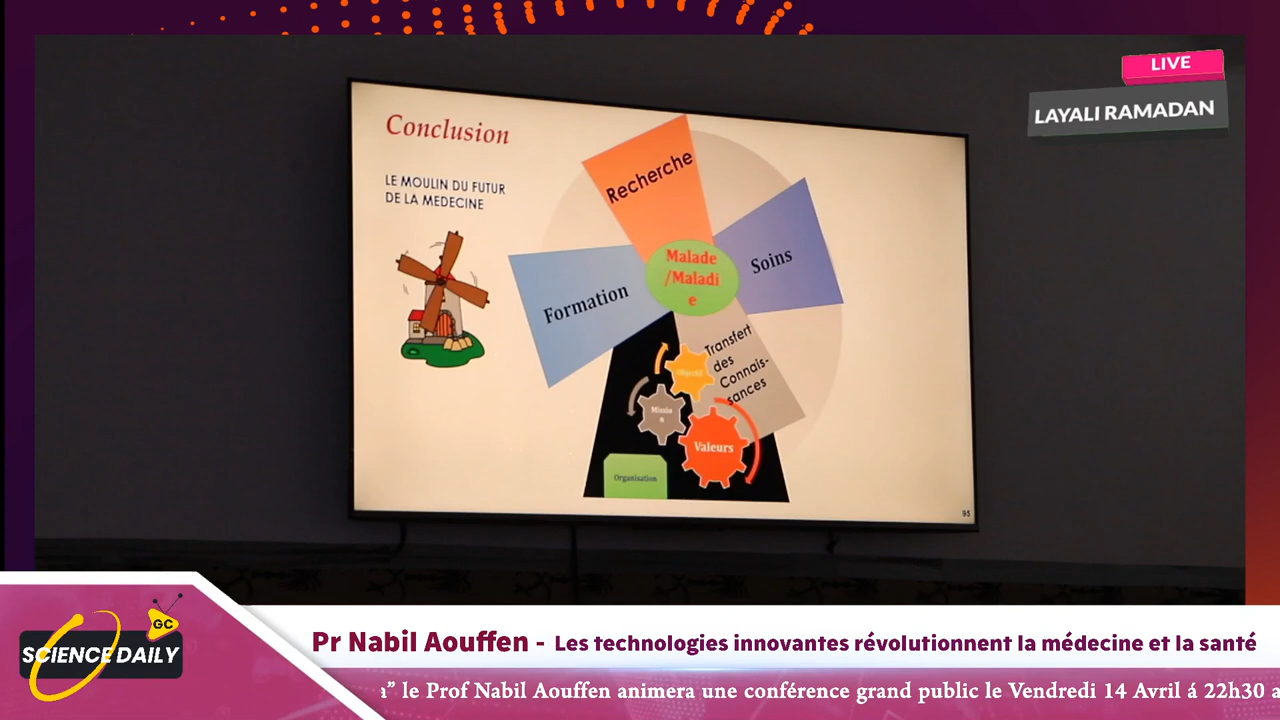 LIVE
LAYALI RAMADAN
Conclusion
LE MOULIN DU FUTUR
DE LA MEDECINE
Recherche
Soins
Malade
/Maladi
e
Formation
Transfert
des
Connais-
sances
Objectif
Missio
n
Valeurs
Organisation
95
GC
SCIENCE DAILY
Pr Nabil Aouffen - Les technologies innovantes révolutionnent la médecine et la santé
" le Prof Nabil Aouffen animera une conférence grand public le Vendredi 14 Avril á 22h30 a